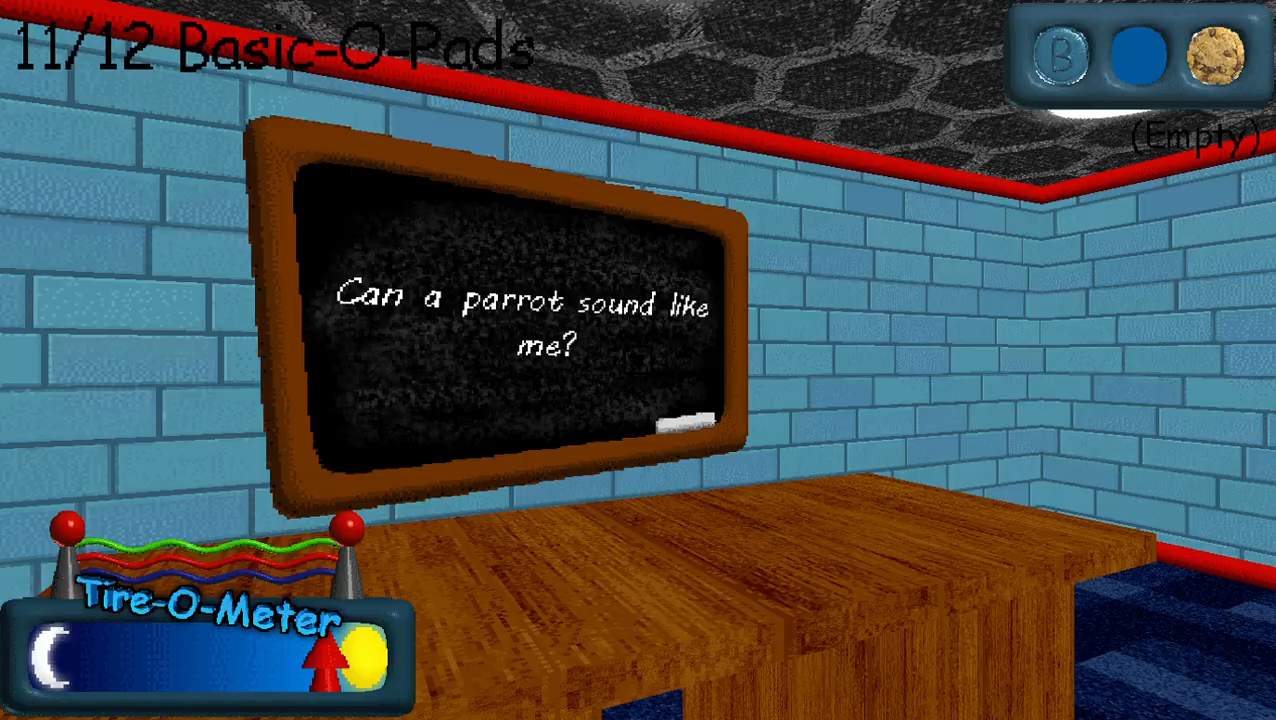 11/12 Basic-O-Pads
B
(Empty)
Can a parrot sound like
me?
Tire-O-Meter